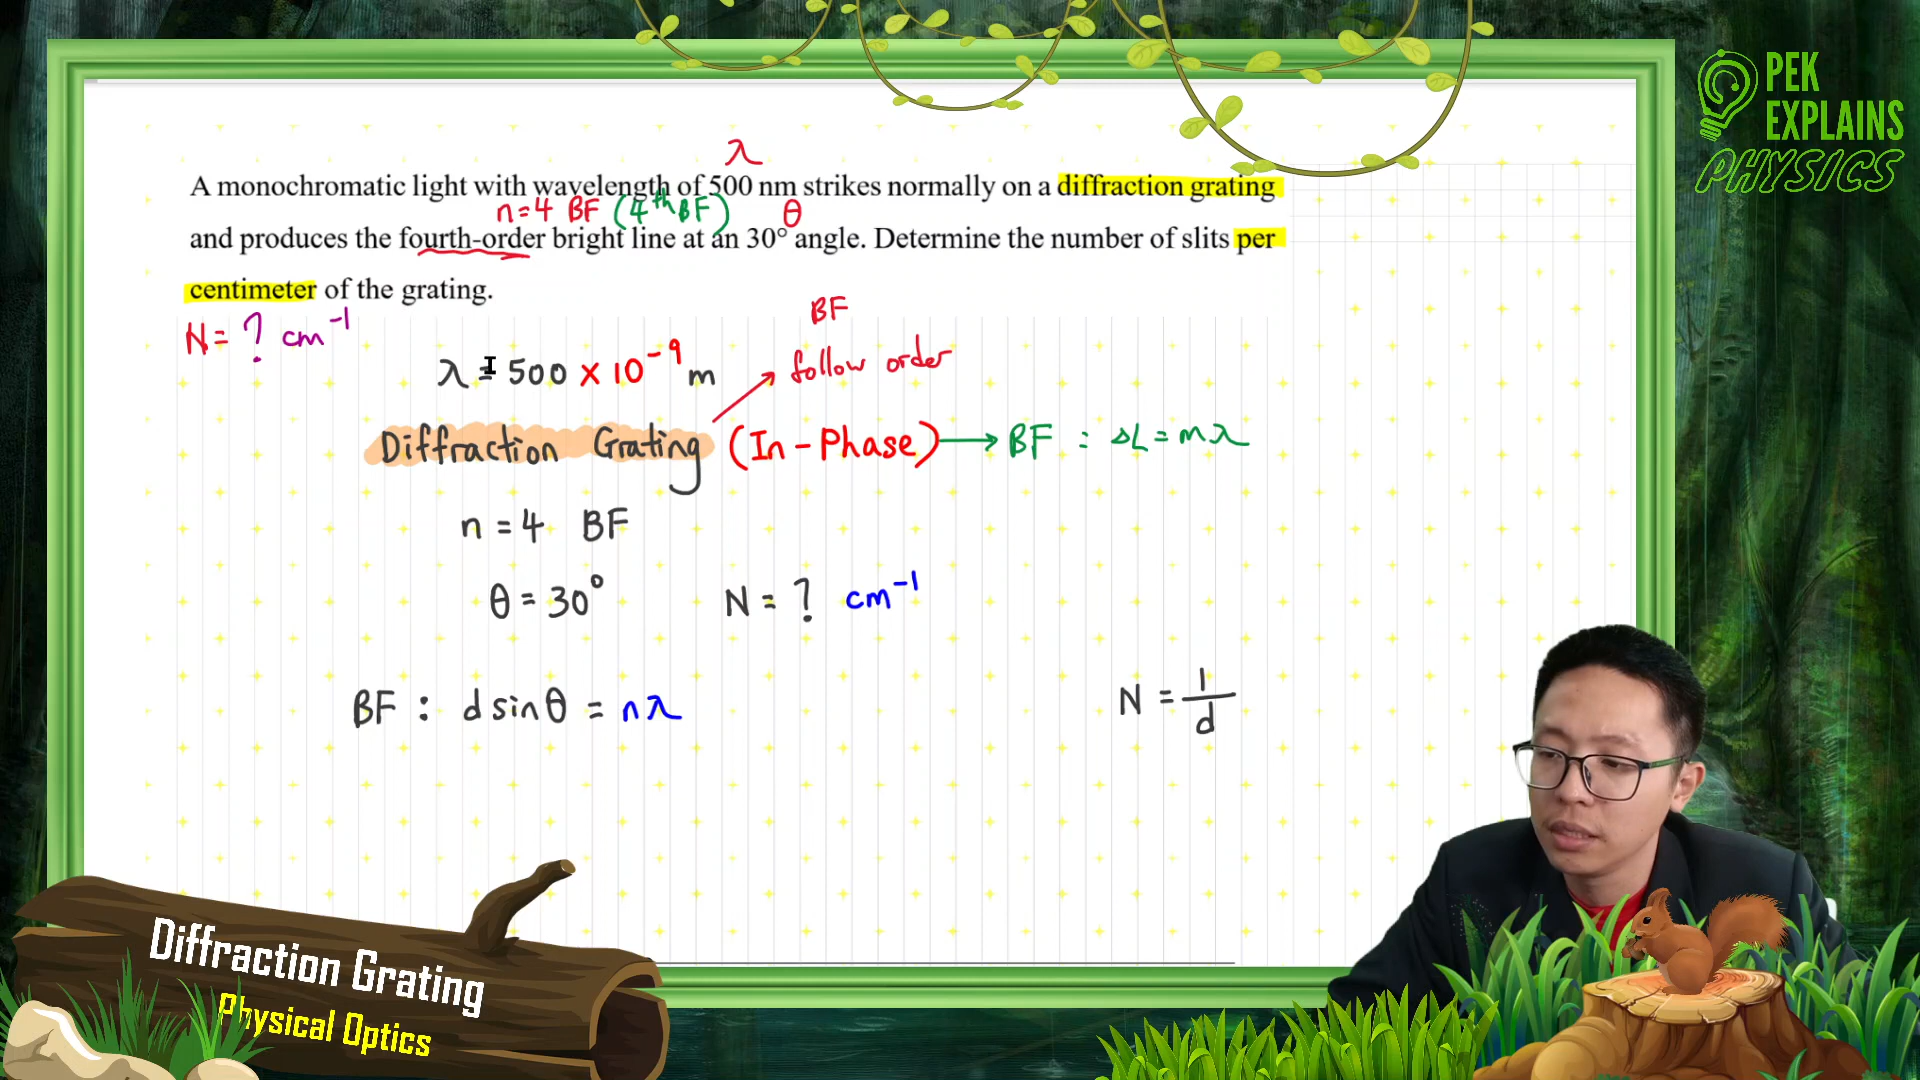 PEK
EXPLAINS
PHYSICS
λ
A monochromatic light with wavelength of 500 nm strikes normally on a diffraction grating
n=4 BF (4th BF) θ
and produces the fourth-order bright line at an 30° angle. Determine the number of slits per
centimeter of the grating.
N = ? cm⁻¹
BF
follow order
λ = 500 × 10⁻⁹ m
Diffraction Grating (In-Phase) → BF : ΔL = mλ
n = 4 BF
θ = 30° N = ? cm⁻¹
BF : d sinθ = nλ N = 1/d
Diffraction Grating
Physical Optics